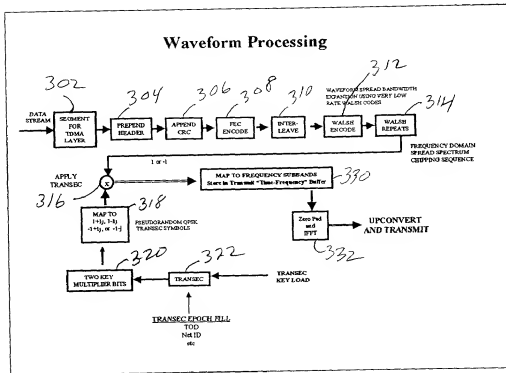 Waveform Processing
302
304
306
308
310
312
314
WAVEFORM SPREAD BANDWIDTH
EXPANSION USING VERY LOW
RATE WALSH CODES
DATA
STREAM
SEGMENT
FOR
TDMA
LAYER
PREPEND
HEADER
APPEND
CRC
FEC
ENCODE
INTER-
LEAVE
WALSH
ENCODE
WALSH
REPEATS
FREQUENCY DOMAIN
SPREAD SPECTRUM
CHIPPING SEQUENCE
1 or -1
APPLY
TRANSEC
X
316
MAP TO FREQUENCY SUBBANDS
Store in Transmit "Time-Frequency" Buffer
330
MAP TO
1+1j, 1-1j
-1+1j, or -1-j
318
PSEUDORANDOM QPSK
TRANSEC SYMBOLS
Zero Pad
and
IFFT
332
UPCONVERT
AND TRANSMIT
320
322
TWO KEY
MULTIPLIER BITS
TRANSEC
TRANSEC
KEY LOAD
TRANSEC EPOCH FILL
TOD
Net ID
etc